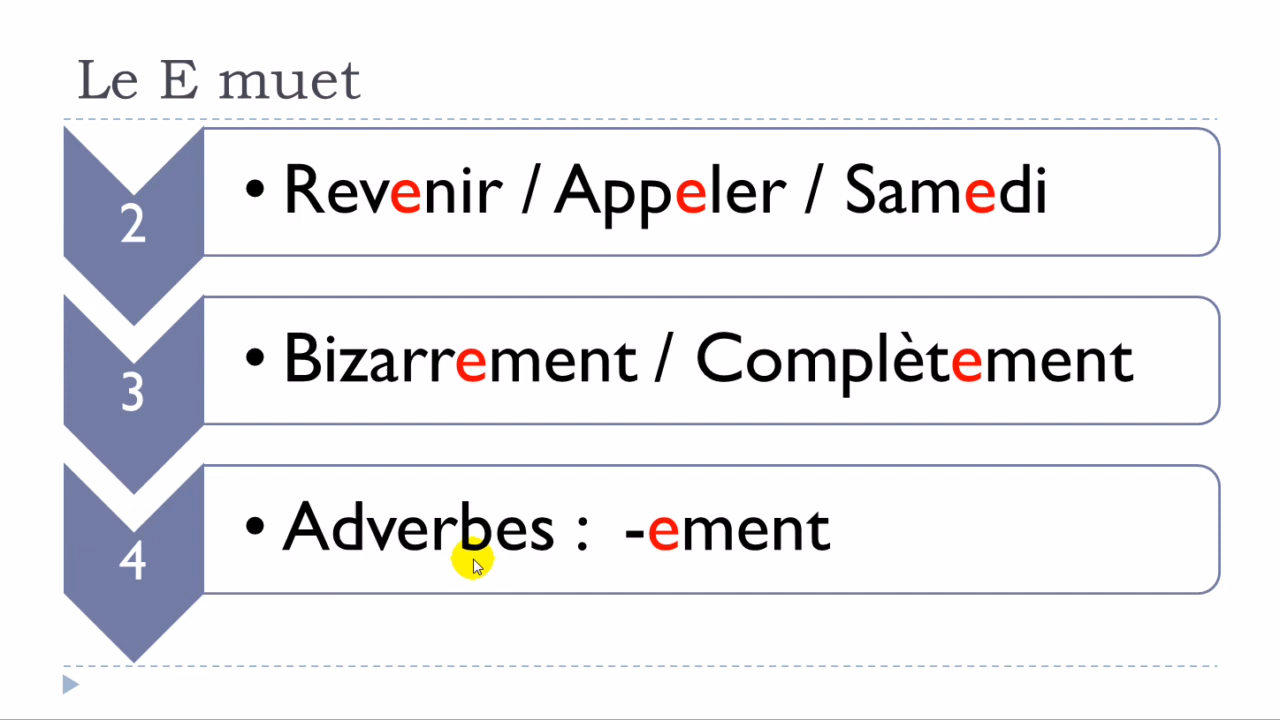 Le E muet
2
• Revenir / Appeler / Samedi
3
• Bizarrement / Complètement
4
• Adverbes : -ement